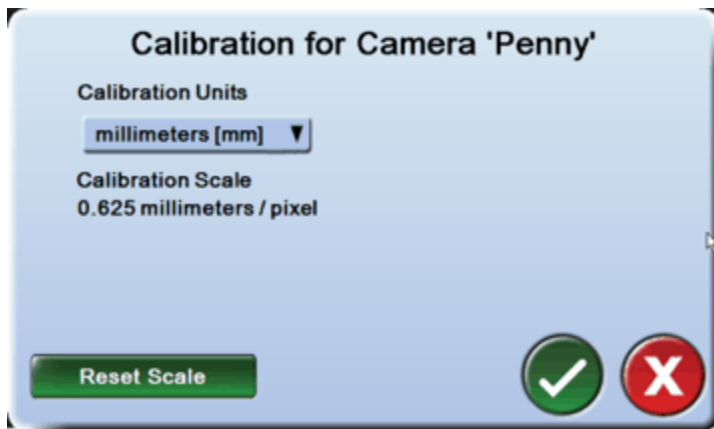 Calibration for Camera 'Penny'
Calibration Units
millimeters [mm]
Calibration Scale
0.625 millimeters / pixel
Reset Scale